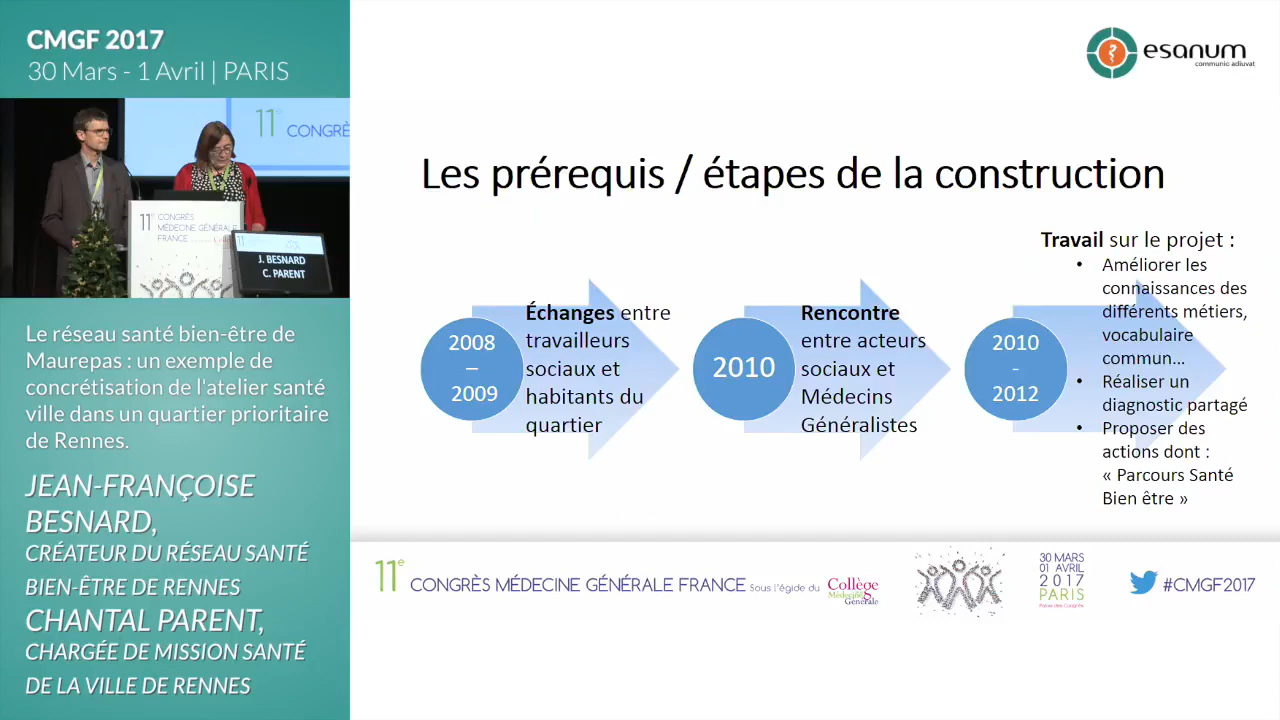 CMGF 2017
30 Mars - 1 Avril | PARIS
esanum
communio adiuvat
11e CONGRÈ
11e CONGRÈS
MÉDECINE GÉNÉRALE
FRANCE
J. BESNARD
C. PARENT
Le réseau santé bien-être de
Maurepas : un exemple de
concrétisation de l'atelier santé
ville dans un quartier prioritaire
de Rennes.
JEAN-FRANÇOISE
BESNARD,
CRÉATEUR DU RÉSEAU SANTÉ
BIEN-ÊTRE DE RENNES
CHANTAL PARENT,
CHARGÉE DE MISSION SANTÉ
DE LA VILLE DE RENNES
Les prérequis / étapes de la construction
2008
–
2009
Échanges entre
travailleurs
sociaux et
habitants du
quartier
2010
Rencontre
entre acteurs
sociaux et
Médecins
Généralistes
2010
-
2012
Travail sur le projet :
• Améliorer les
connaissances des
différents métiers,
vocabulaire
commun...
• Réaliser un
diagnostic partagé
• Proposer des
actions dont :
« Parcours Santé
Bien être »
11e CONGRÈS MÉDECINE GÉNÉRALE FRANCE Sous l'égide du
Collège
Médecine
Générale
30 MARS
01 AVRIL
2017
PARIS
Palais des Congrès
#CMGF2017